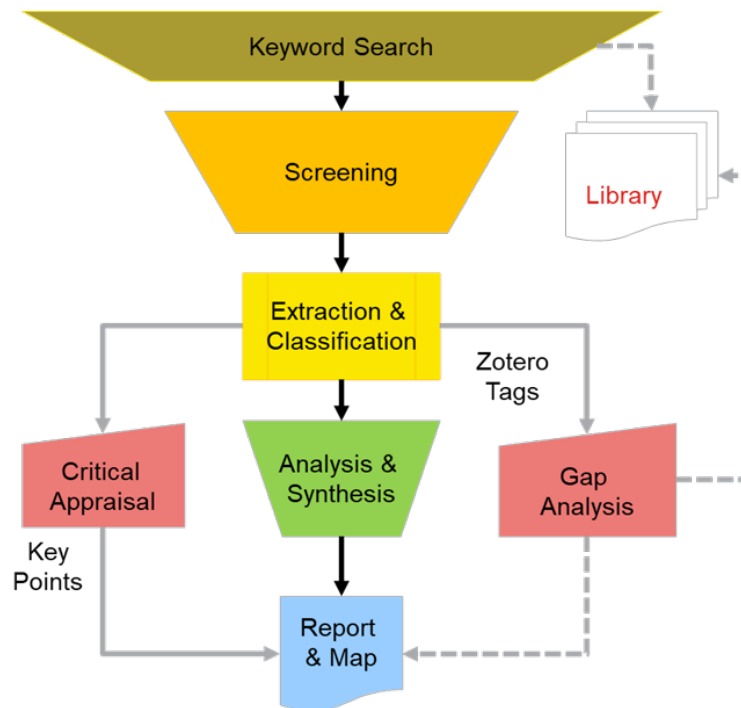 Keyword Search
Screening
Library
Extraction &
Classification
Zotero
Tags
Critical
Appraisal
Analysis &
Synthesis
Gap
Analysis
Key
Points
Report
& Map